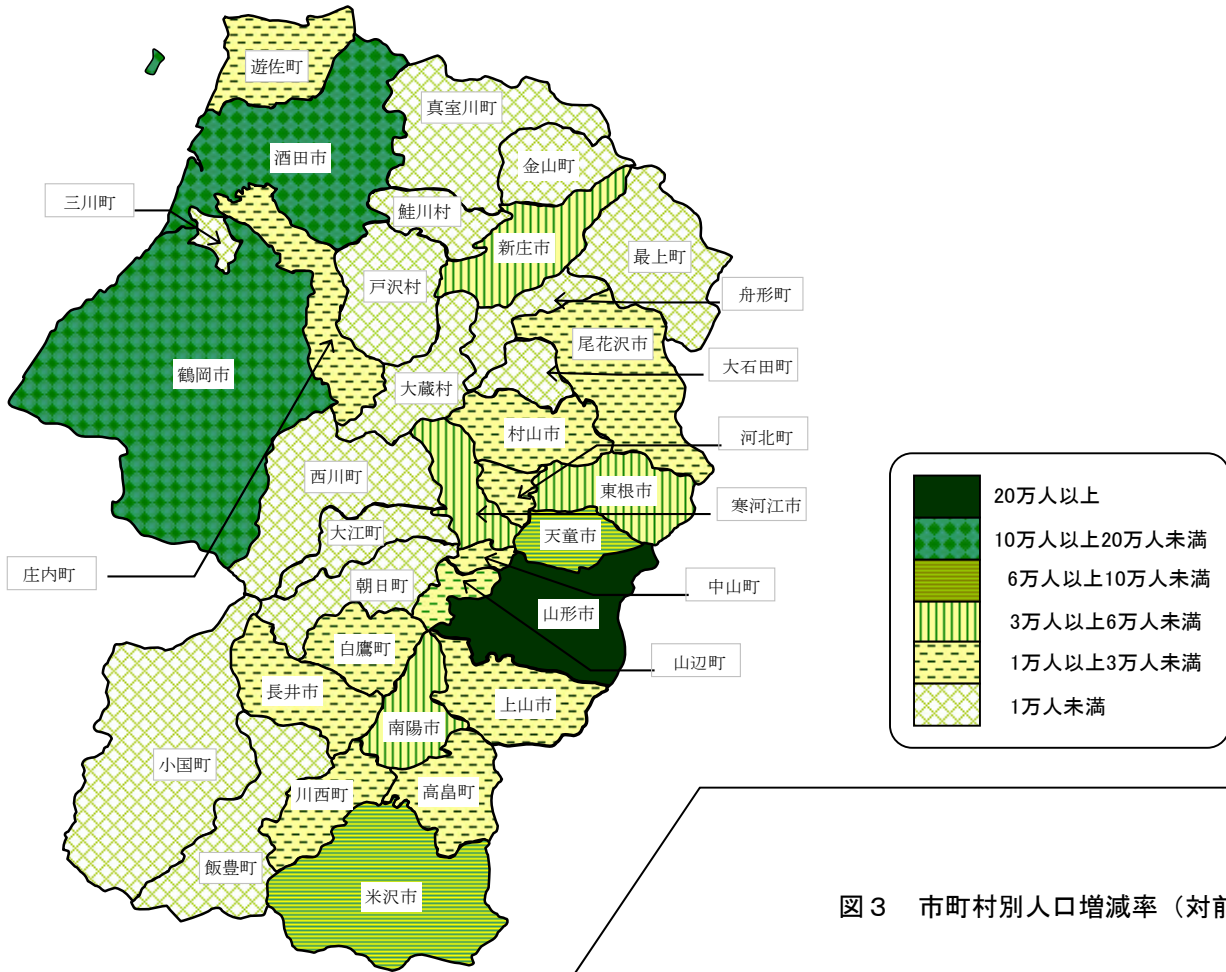 遊佐町
真室川町
酒田市
金山町
三川町
鮭川村
新庄市
最上町
戸沢村
舟形町
尾花沢市
大石田町
鶴岡市
大蔵村
村山市
河北町
西川町
東根市
寒河江市
大江町
天童市
庄内町
朝日町
中山町
山形市
白鷹町
山辺町
長井市
上山市
南陽市
小国町
川西町
高畠町
飯豊町
米沢市
20万人以上
10万人以上20万人未満
6万人以上10万人未満
3万人以上6万人未満
1万人以上3万人未満
1万人未満
図3 市町村別人口増減率（対前